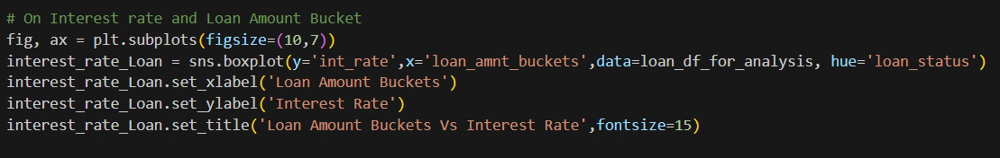 # On Interest rate and Loan Amount Bucket
fig, ax = plt.subplots(figsize=(10,7))
interest_rate_Loan = sns.boxplot(y='int_rate',x='loan_amnt_buckets',data=loan_df_for_analysis, hue='loan_status')
interest_rate_Loan.set_xlabel('Loan Amount Buckets')
interest_rate_Loan.set_ylabel('Interest Rate')
interest_rate_Loan.set_title('Loan Amount Buckets Vs Interest Rate',fontsize=15)